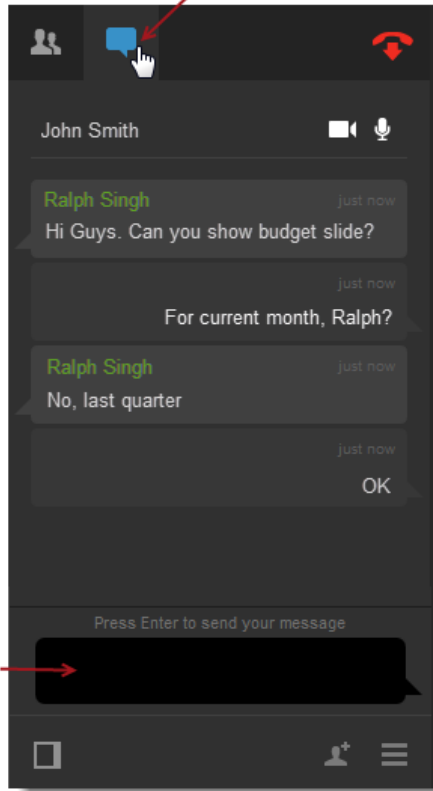 John Smith
Ralph Singh just now
Hi Guys. Can you show budget slide?
just now
For current month, Ralph?
Ralph Singh just now
No, last quarter
just now
OK
Press Enter to send your message